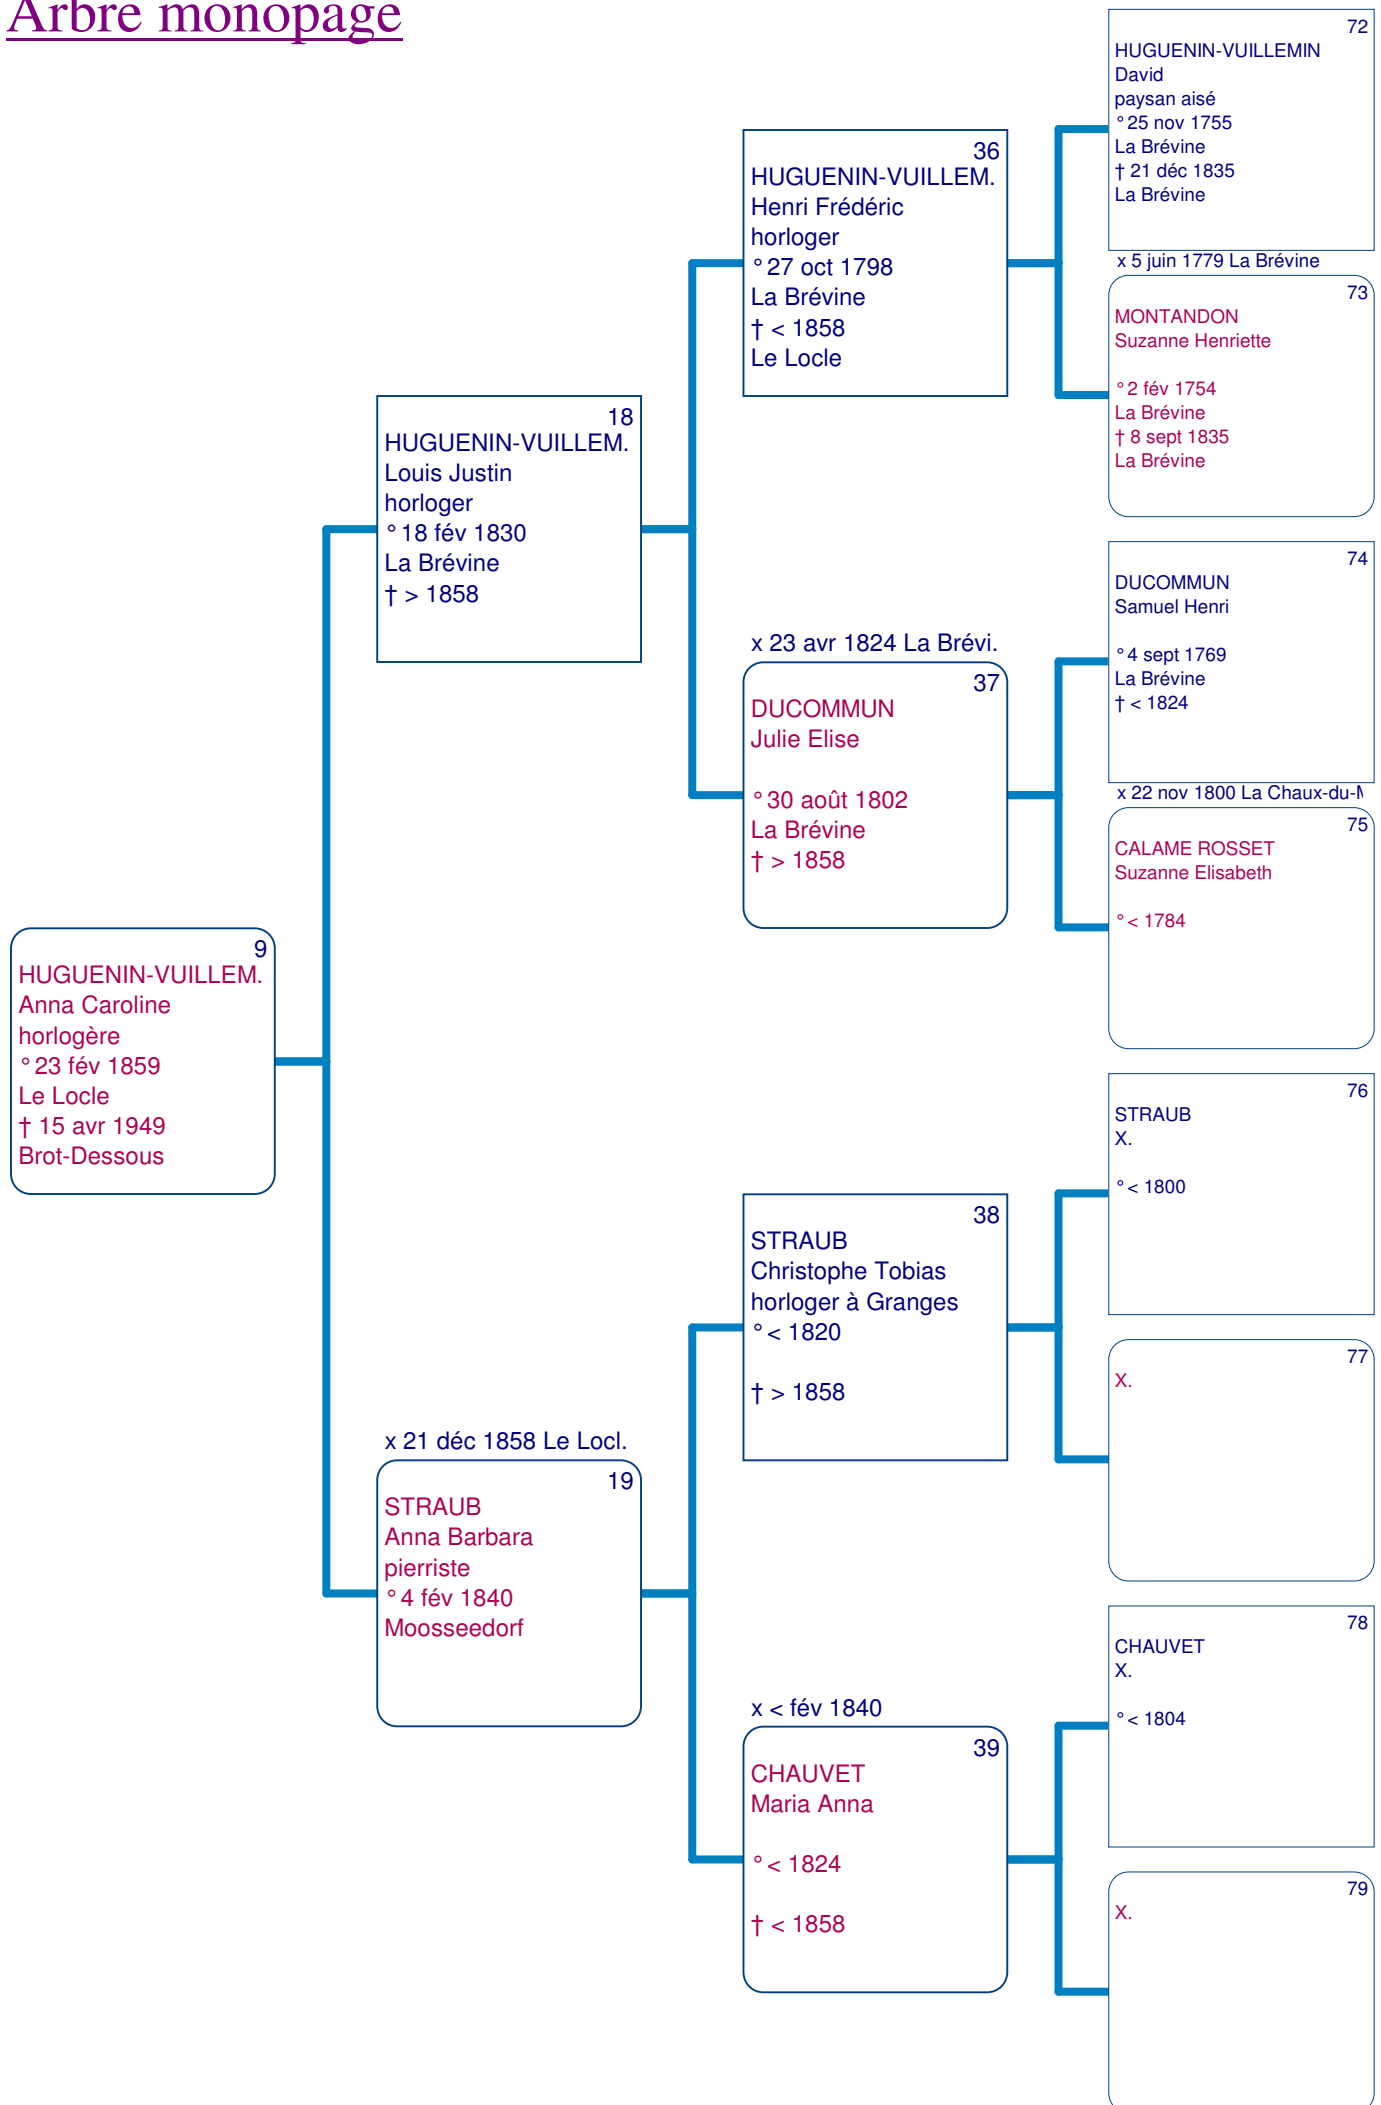 Arbre monopage
72
HUGUENIN-VUILLEMIN
David
paysan aisé
° 25 nov 1755
La Brévine
† 21 déc 1835
La Brévine
x 5 juin 1779 La Brévine
73
MONTANDON
Suzanne Henriette
° 2 fév 1754
La Brévine
† 8 sept 1835
La Brévine
36
HUGUENIN-VUILLEM.
Henri Frédéric
horloger
° 27 oct 1798
La Brévine
† < 1858
Le Locle
18
HUGUENIN-VUILLEM.
Louis Justin
horloger
° 18 fév 1830
La Brévine
† > 1858
74
DUCOMMUN
Samuel Henri
° 4 sept 1769
La Brévine
† < 1824
x 22 nov 1800 La Chaux-du-
75
CALAME ROSSET
Suzanne Elisabeth
° < 1784
x 23 avr 1824 La Brévi.
37
DUCOMMUN
Julie Elise
° 30 août 1802
La Brévine
† > 1858
9
HUGUENIN-VUILLEM.
Anna Caroline
horlogère
° 23 fév 1859
Le Locle
† 15 avr 1949
Brot-Dessous
76
STRAUB
X.
° < 1800
38
STRAUB
Christophe Tobias
horloger à Granges
° < 1820
† > 1858
77
X.
x 21 déc 1858 Le Locl.
19
STRAUB
Anna Barbara
pierriste
° 4 fév 1840
Moosseedorf
78
CHAUVET
X.
° < 1804
x < fév 1840
39
CHAUVET
Maria Anna
° < 1824
† < 1858
79
X.